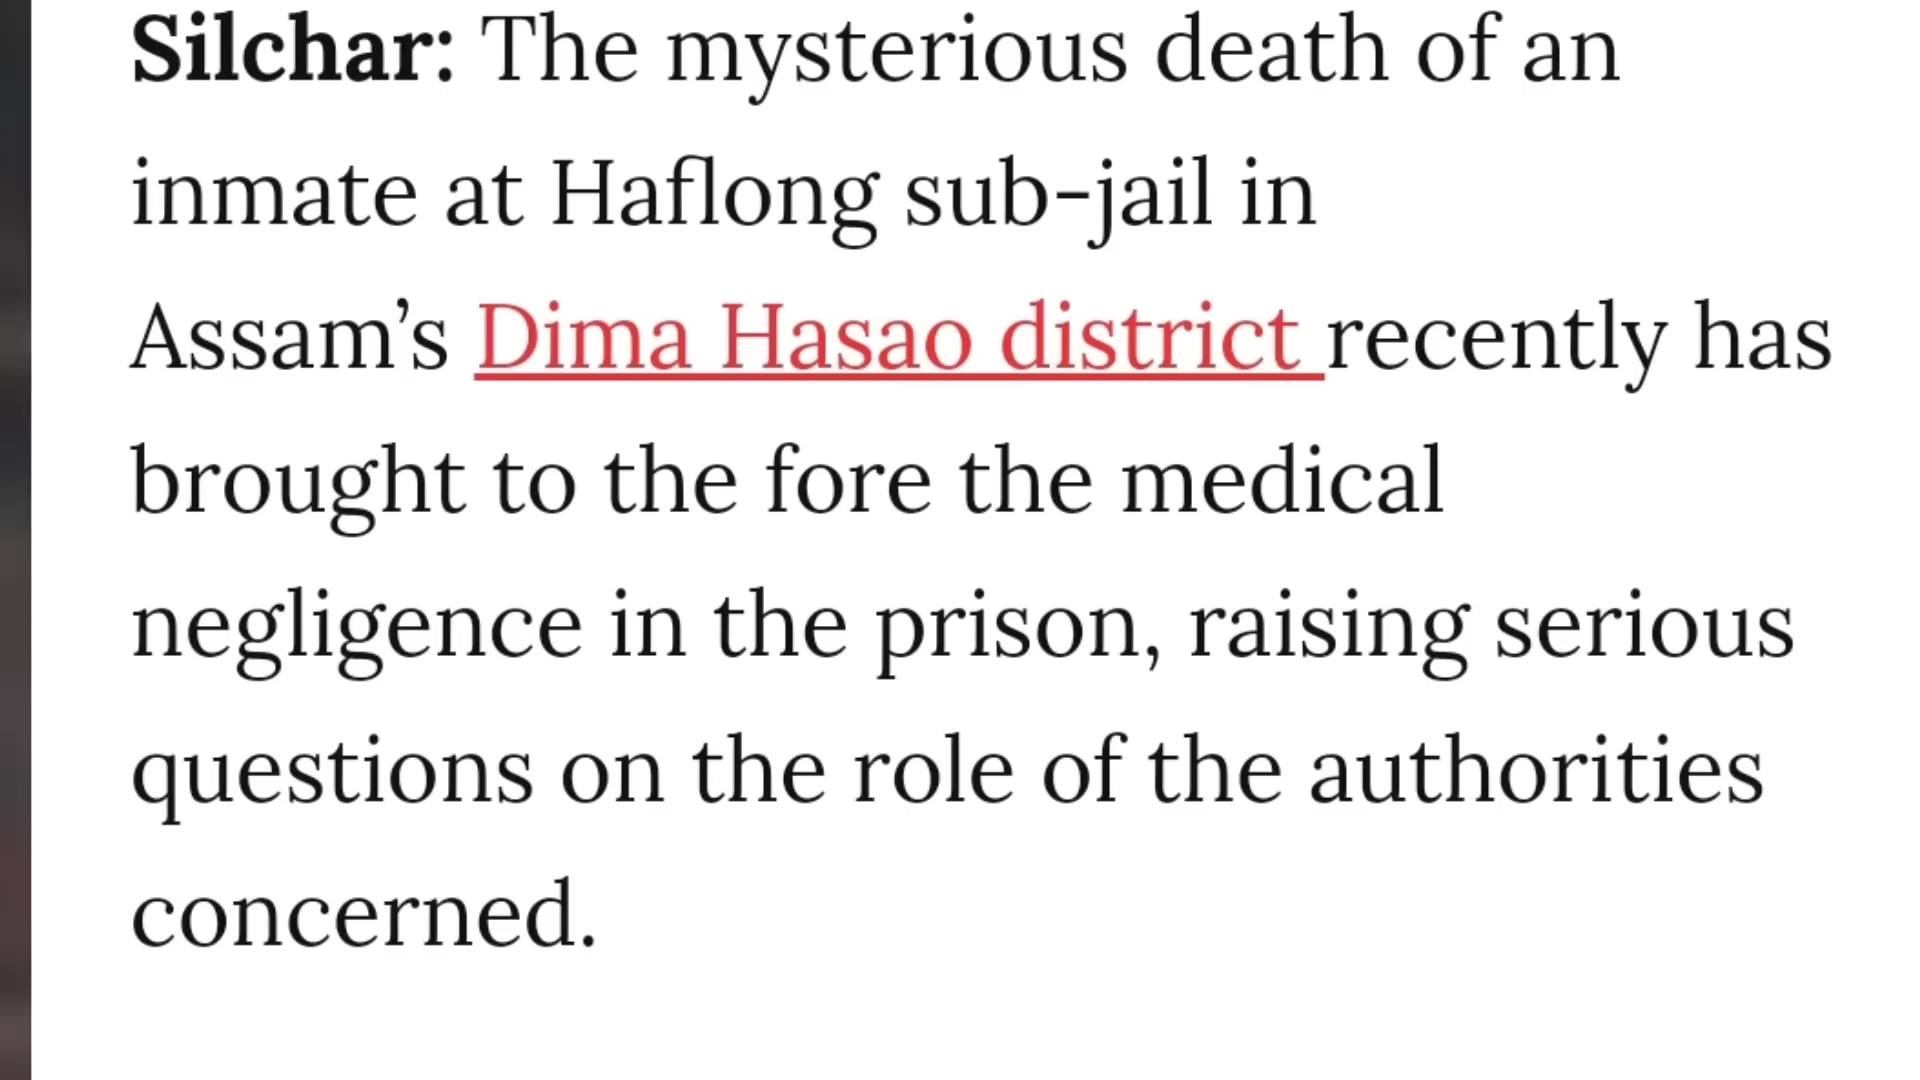 Silchar: The mysterious death of an
inmate at Haflong sub-jail in
Assam’s Dima Hasao district recently has
brought to the fore the medical
negligence in the prison, raising serious
questions on the role of the authorities
concerned.